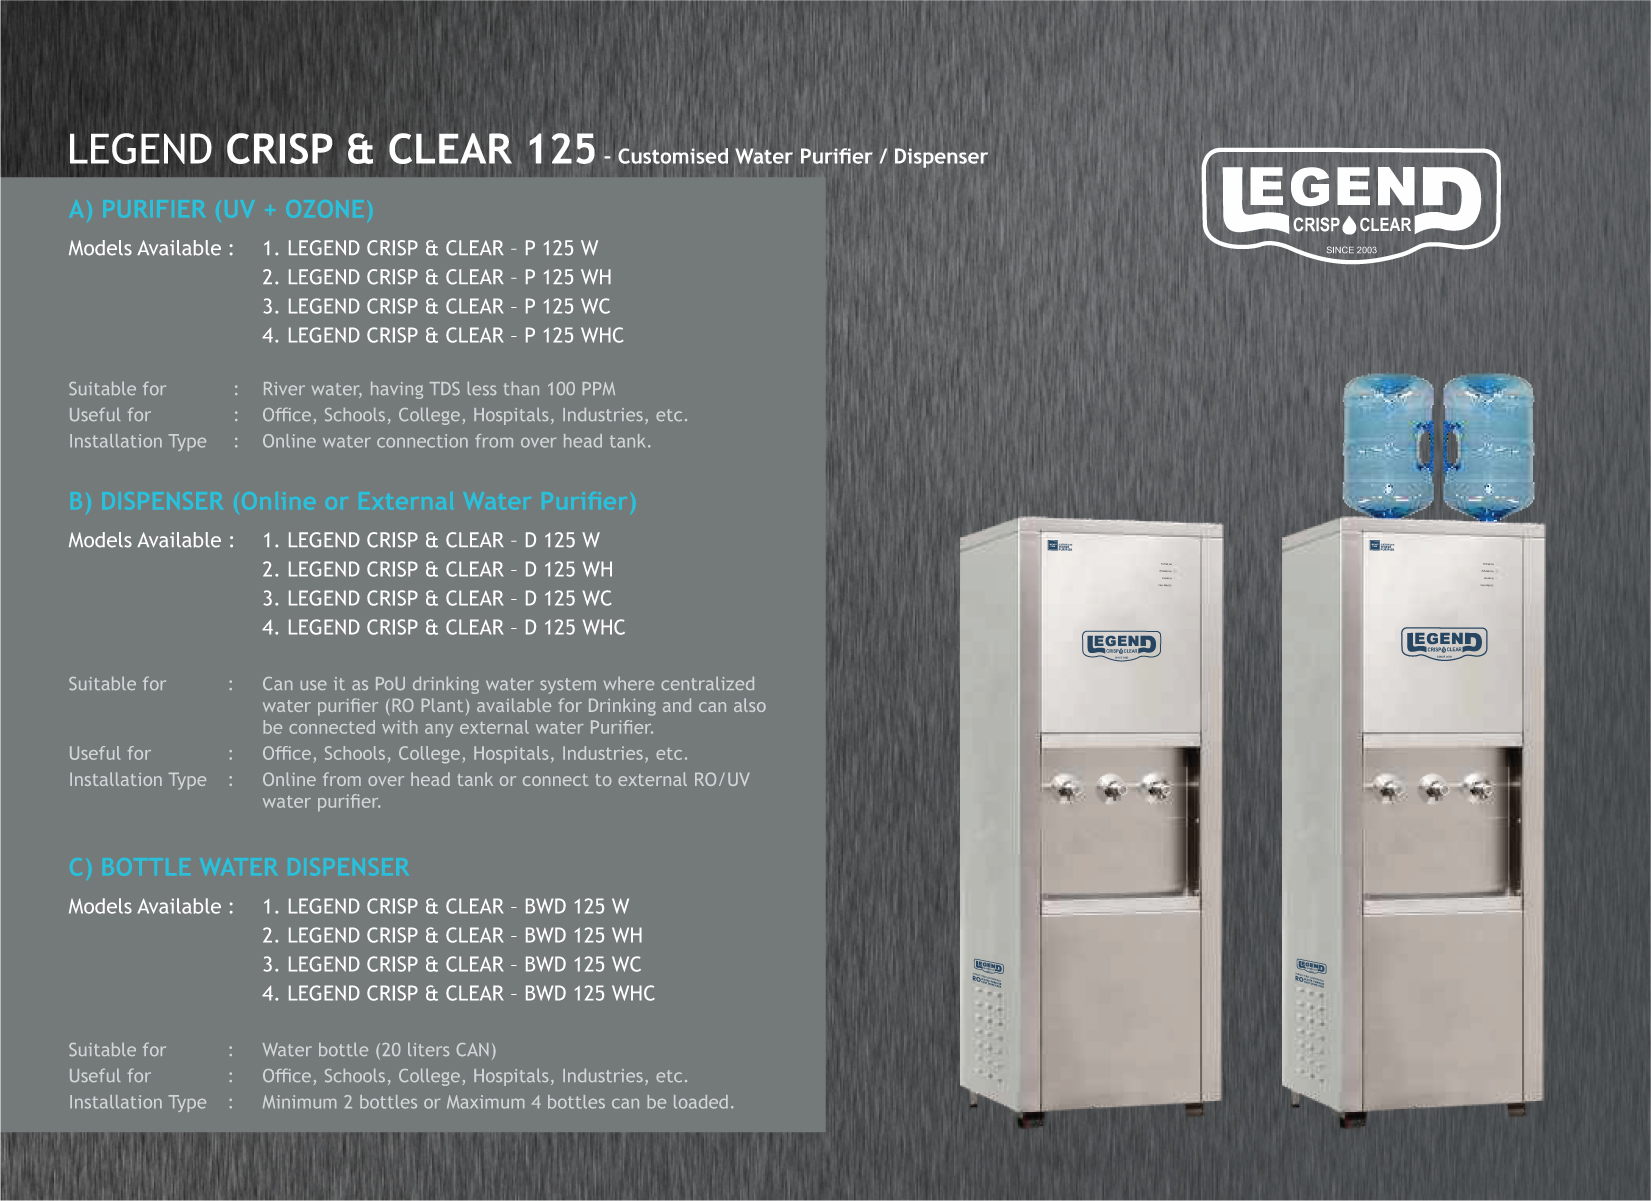 LEGEND CRISP & CLEAR 125 – Customised Water Purifier / Dispenser
LEGEND
CRISP CLEAR
SINCE 2003
A) PURIFIER (UV + OZONE)
Models Available : 1. LEGEND CRISP & CLEAR – P 125 W
2. LEGEND CRISP & CLEAR – P 125 WH
3. LEGEND CRISP & CLEAR – P 125 WC
4. LEGEND CRISP & CLEAR – P 125 WHC
Suitable for : River water, having TDS less than 100 PPM
Useful for : Office, Schools, College, Hospitals, Industries, etc.
Installation Type : Online water connection from over head tank.
B) DISPENSER (Online or External Water Purifier)
Models Available : 1. LEGEND CRISP & CLEAR – D 125 W
2. LEGEND CRISP & CLEAR – D 125 WH
3. LEGEND CRISP & CLEAR – D 125 WC
4. LEGEND CRISP & CLEAR – D 125 WHC
Suitable for : Can use it as PoU drinking water system where centralized
water purifier (RO Plant) available for Drinking and can also
be connected with any external water Purifier.
Useful for : Office, Schools, College, Hospitals, Industries, etc.
Installation Type : Online from over head tank or connect to external RO/UV
water purifier.
C) BOTTLE WATER DISPENSER
Models Available : 1. LEGEND CRISP & CLEAR – BWD 125 W
2. LEGEND CRISP & CLEAR – BWD 125 WH
3. LEGEND CRISP & CLEAR – BWD 125 WC
4. LEGEND CRISP & CLEAR – BWD 125 WHC
Suitable for : Water bottle (20 liters CAN)
Useful for : Office, Schools, College, Hospitals, Industries, etc.
Installation Type : Minimum 2 bottles or Maximum 4 bottles can be loaded.
LEGEND
CRISP CLEAR
LEGEND
CRISP CLEAR
LEGEND
RO
LEGEND
RO